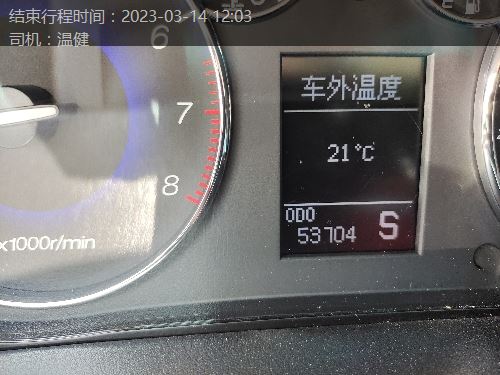 结束行程时间：2023-03-14 12:03
司机：温健
6
7
8
x1000r/min
车外温度
21℃
ODO
53704 S